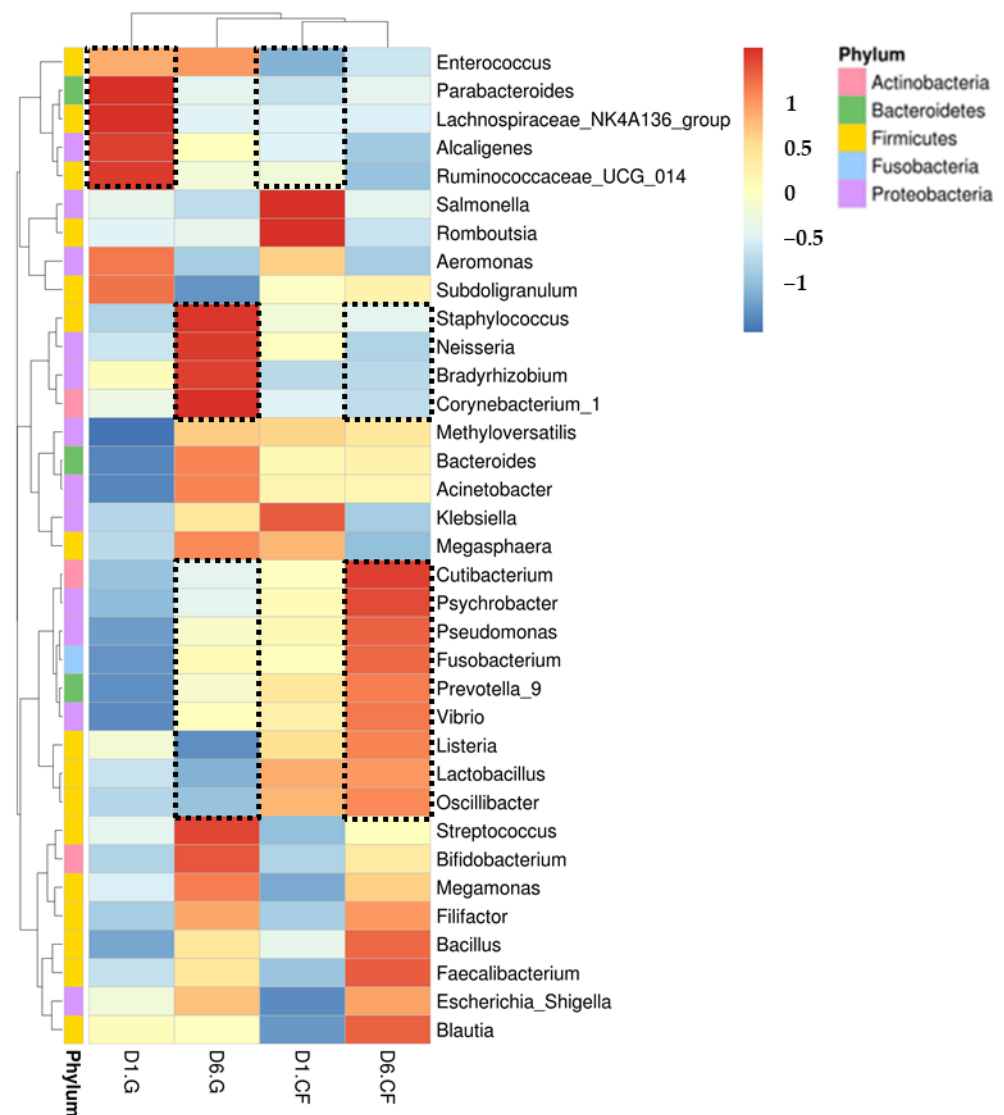 Enterococcus
Parabacteroides
Lachnospiraceae_NK4A136_group
Alcaligenes
Ruminococcaceae_UCG_014
Salmonella
Romboutsia
Aeromonas
Subdoligranulum
Staphylococcus
Neisseria
Bradyrhizobium
Corynebacterium_1
Methyloversatilis
Bacteroides
Acinetobacter
Klebsiella
Megasphaera
Cutibacterium
Psychrobacter
Pseudomonas
Fusobacterium
Prevotella_9
Vibrio
Listeria
Lactobacillus
Oscillibacter
Streptococcus
Bifidobacterium
Megamonas
Filifactor
Bacillus
Faecalibacterium
Escherichia_Shigella
Blautia
Phylum
D1.G
D6.G
D1.CF
D6.CF
1
0.5
0
−0.5
−1
Phylum
Actinobacteria
Bacteroidetes
Firmicutes
Fusobacteria
Proteobacteria